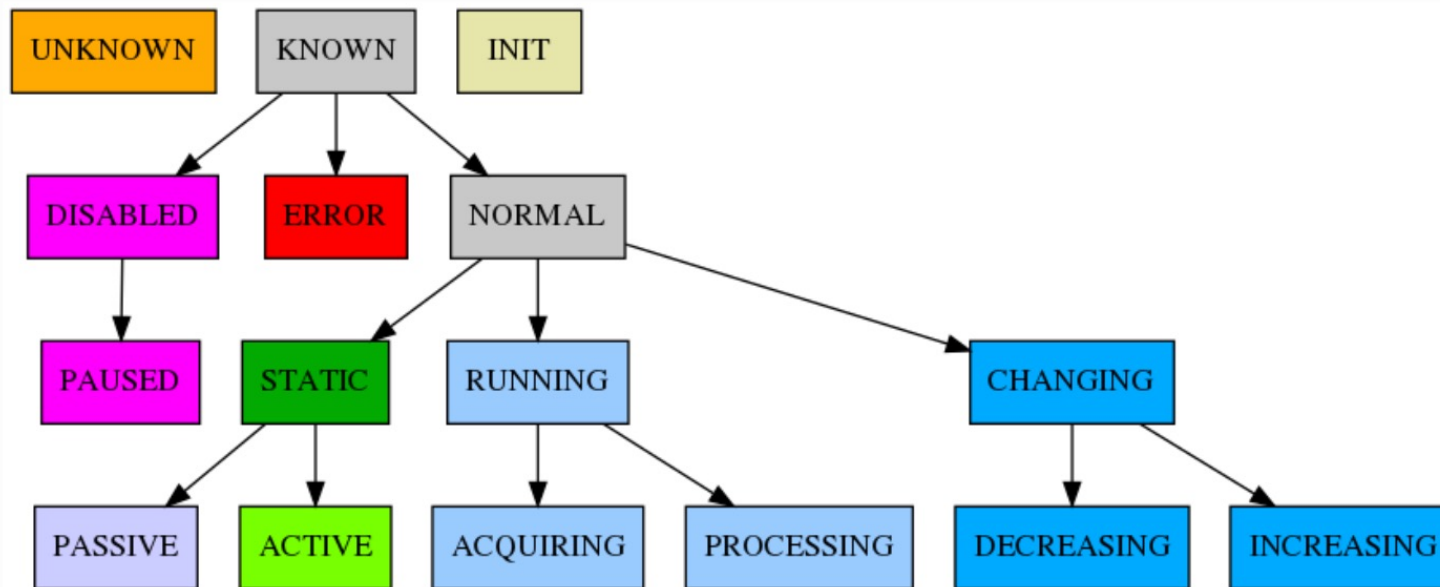 UNKNOWN
KNOWN
INIT
DISABLED
ERROR
NORMAL
PAUSED
STATIC
RUNNING
CHANGING
PASSIVE
ACTIVE
ACQUIRING
PROCESSING
DECREASING
INCREASING